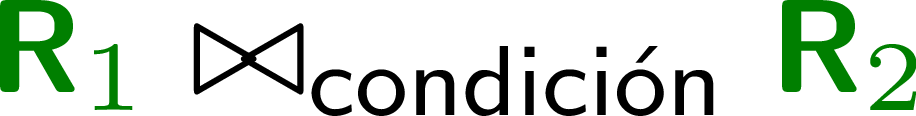 R₁ ⋈condición R₂